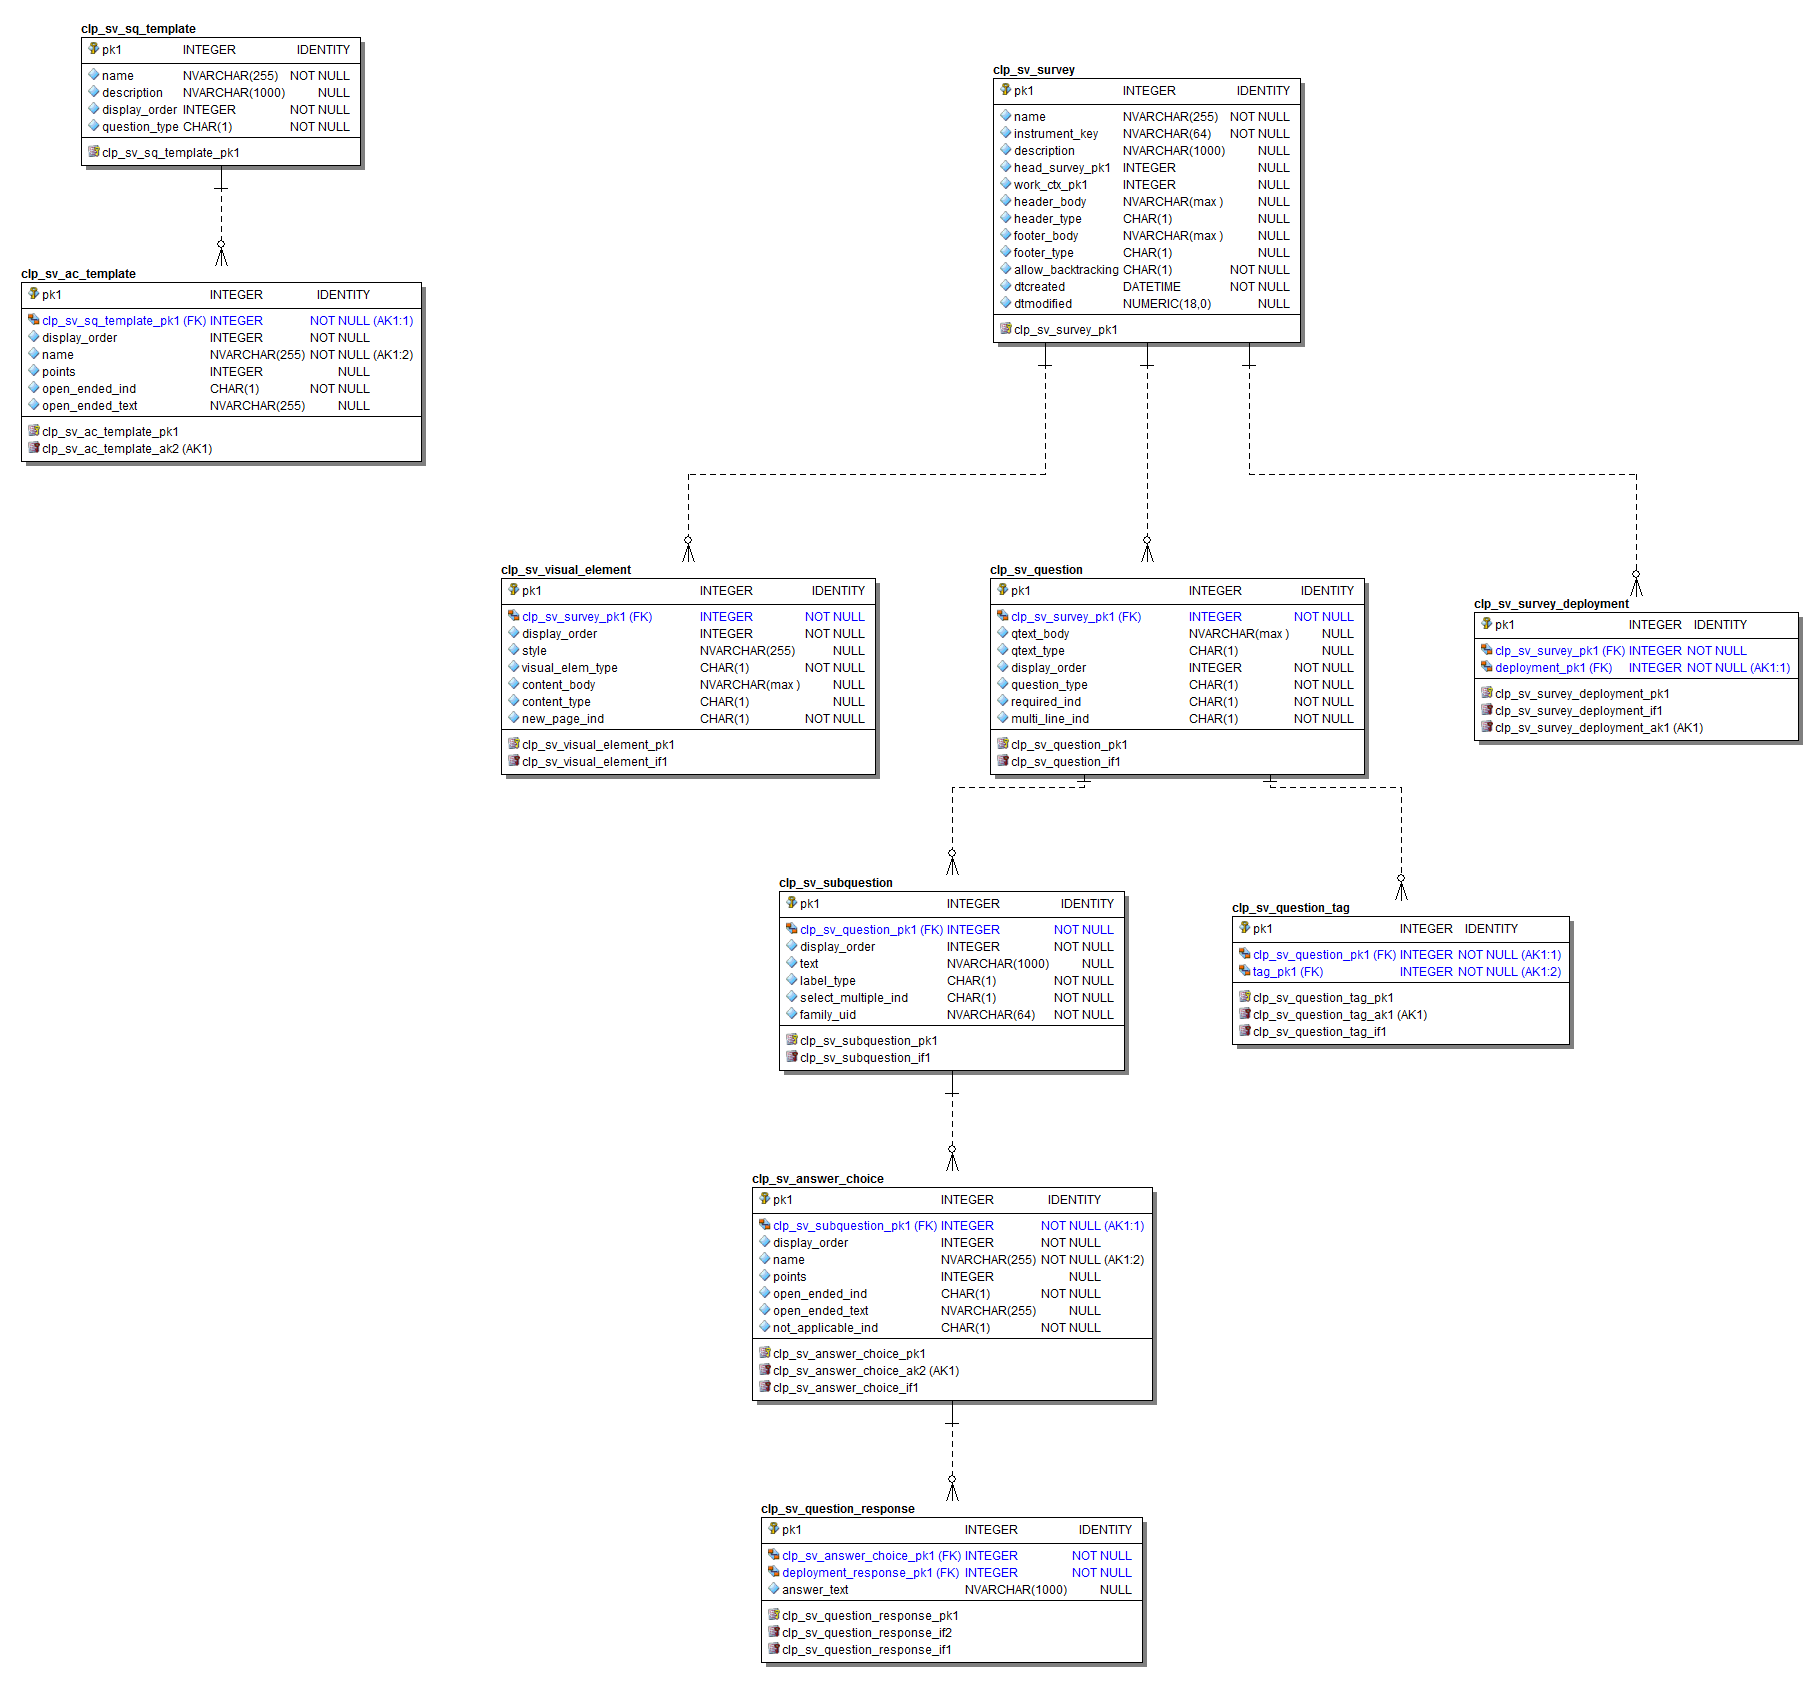 clp_sv_sq_template
pk1 INTEGER IDENTITY
name NVARCHAR(255) NOT NULL
description NVARCHAR(1000) NULL
display_order INTEGER NOT NULL
question_type CHAR(1) NOT NULL
clp_sv_sq_template_pk1
clp_sv_ac_template
pk1 INTEGER IDENTITY
clp_sv_sq_template_pk1 (FK) INTEGER NOT NULL (AK1:1)
display_order INTEGER NOT NULL
name NVARCHAR(255) NOT NULL (AK1:2)
points INTEGER NULL
open_ended_ind CHAR(1) NOT NULL
open_ended_text NVARCHAR(255) NULL
clp_sv_ac_template_pk1
clp_sv_ac_template_ak2 (AK1)
clp_sv_survey
pk1 INTEGER IDENTITY
name NVARCHAR(255) NOT NULL
instrument_key NVARCHAR(64) NOT NULL
description NVARCHAR(1000) NULL
head_survey_pk1 INTEGER NULL
work_ctx_pk1 INTEGER NULL
header_body NVARCHAR(max ) NULL
header_type CHAR(1) NULL
footer_body NVARCHAR(max ) NULL
footer_type CHAR(1) NULL
allow_backtracking CHAR(1) NOT NULL
dtcreated DATETIME NOT NULL
dtmodified NUMERIC(18,0) NULL
clp_sv_survey_pk1
clp_sv_visual_element
pk1 INTEGER IDENTITY
clp_sv_survey_pk1 (FK) INTEGER NOT NULL
display_order INTEGER NOT NULL
style NVARCHAR(255) NULL
visual_elem_type CHAR(1) NOT NULL
content_body NVARCHAR(max ) NULL
content_type CHAR(1) NULL
new_page_ind CHAR(1) NOT NULL
clp_sv_visual_element_pk1
clp_sv_visual_element_if1
clp_sv_question
pk1 INTEGER IDENTITY
clp_sv_survey_pk1 (FK) INTEGER NOT NULL
qtext_body NVARCHAR(max ) NULL
qtext_type CHAR(1) NULL
display_order INTEGER NOT NULL
question_type CHAR(1) NOT NULL
required_ind CHAR(1) NOT NULL
multi_line_ind CHAR(1) NOT NULL
clp_sv_question_pk1
clp_sv_question_if1
clp_sv_survey_deployment
pk1 INTEGER IDENTITY
clp_sv_survey_pk1 (FK) INTEGER NOT NULL
deployment_pk1 (FK) INTEGER NOT NULL (AK1:1)
clp_sv_survey_deployment_pk1
clp_sv_survey_deployment_if1
clp_sv_survey_deployment_ak1 (AK1)
clp_sv_subquestion
pk1 INTEGER IDENTITY
clp_sv_question_pk1 (FK) INTEGER NOT NULL
display_order INTEGER NOT NULL
text NVARCHAR(1000) NULL
label_type CHAR(1) NOT NULL
select_multiple_ind CHAR(1) NOT NULL
family_uid NVARCHAR(64) NOT NULL
clp_sv_subquestion_pk1
clp_sv_subquestion_if1
clp_sv_question_tag
pk1 INTEGER IDENTITY
clp_sv_question_pk1 (FK) INTEGER NOT NULL (AK1:1)
tag_pk1 (FK) INTEGER NOT NULL (AK1:2)
clp_sv_question_tag_pk1
clp_sv_question_tag_ak1 (AK1)
clp_sv_question_tag_if1
clp_sv_answer_choice
pk1 INTEGER IDENTITY
clp_sv_subquestion_pk1 (FK) INTEGER NOT NULL (AK1:1)
display_order INTEGER NOT NULL
name NVARCHAR(255) NOT NULL (AK1:2)
points INTEGER NULL
open_ended_ind CHAR(1) NOT NULL
open_ended_text NVARCHAR(255) NULL
not_applicable_ind CHAR(1) NOT NULL
clp_sv_answer_choice_pk1
clp_sv_answer_choice_ak2 (AK1)
clp_sv_answer_choice_if1
clp_sv_question_response
pk1 INTEGER IDENTITY
clp_sv_answer_choice_pk1 (FK) INTEGER NOT NULL
deployment_response_pk1 (FK) INTEGER NOT NULL
answer_text NVARCHAR(1000) NULL
clp_sv_question_response_pk1
clp_sv_question_response_if2
clp_sv_question_response_if1